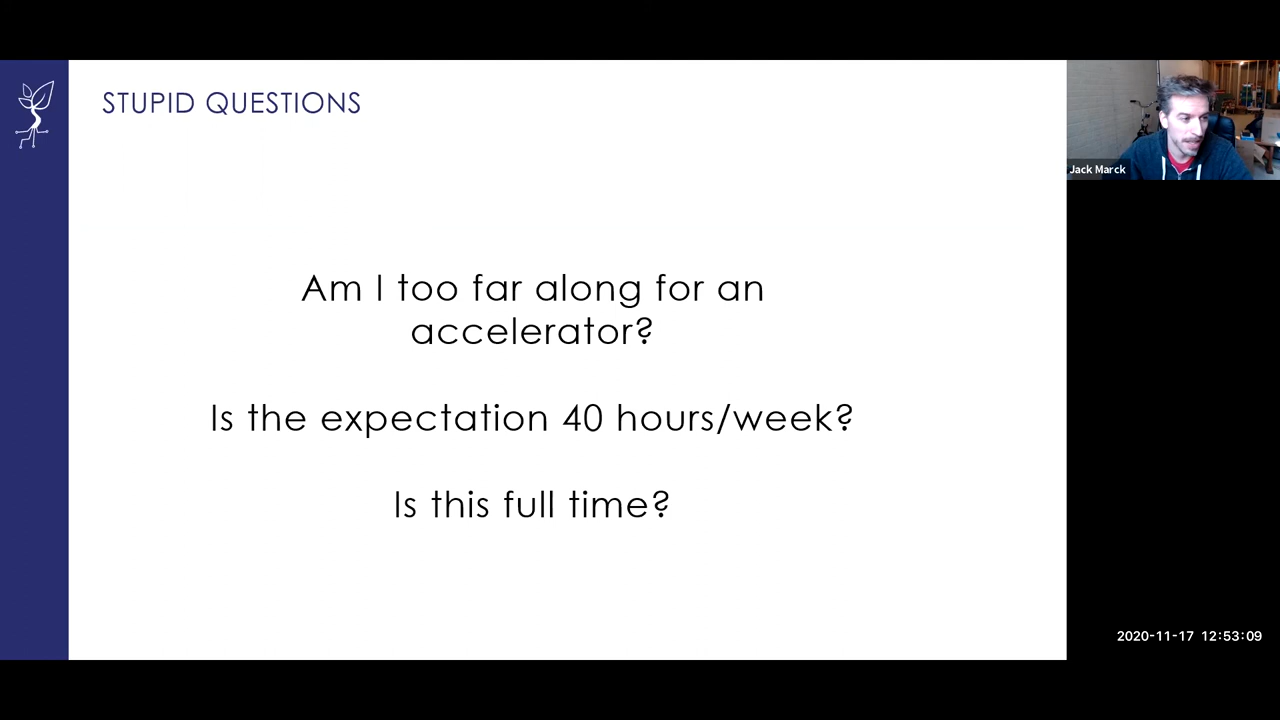 STUPID QUESTIONS
Am I too far along for an
accelerator?
Is the expectation 40 hours/week?
Is this full time?
Jack Marck
2020-11-17 12:53:09